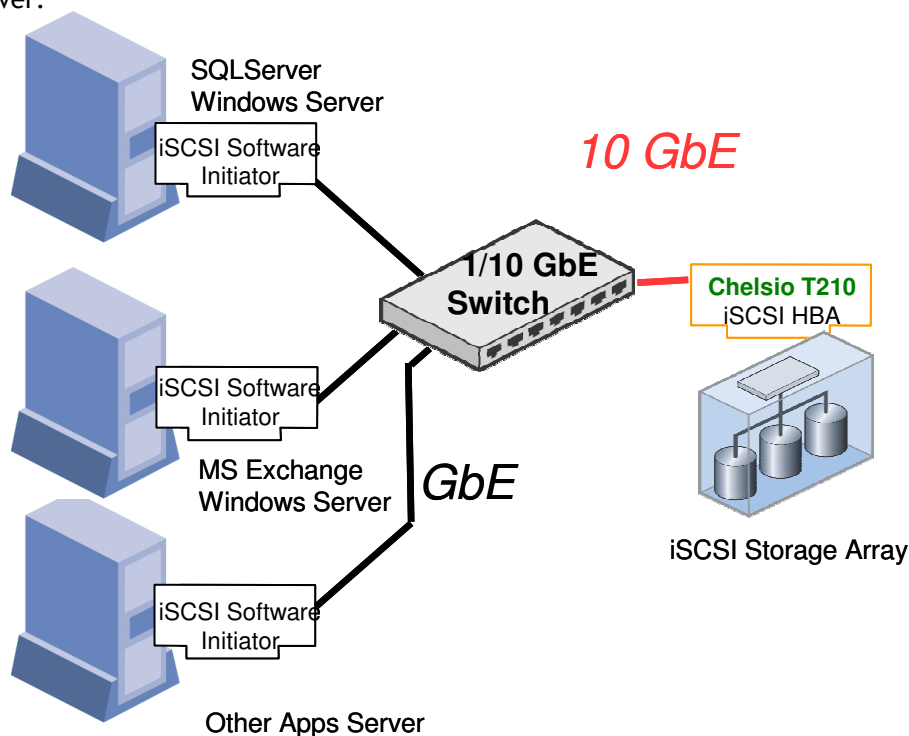 ver.
SQLServer
Windows Server
iSCSI Software
Initiator
10 GbE
1/10 GbE
Switch
Chelsio T210
iSCSI HBA
iSCSI Software
Initiator
MS Exchange
Windows Server
GbE
iSCSI Storage Array
iSCSI Software
Initiator
Other Apps Server